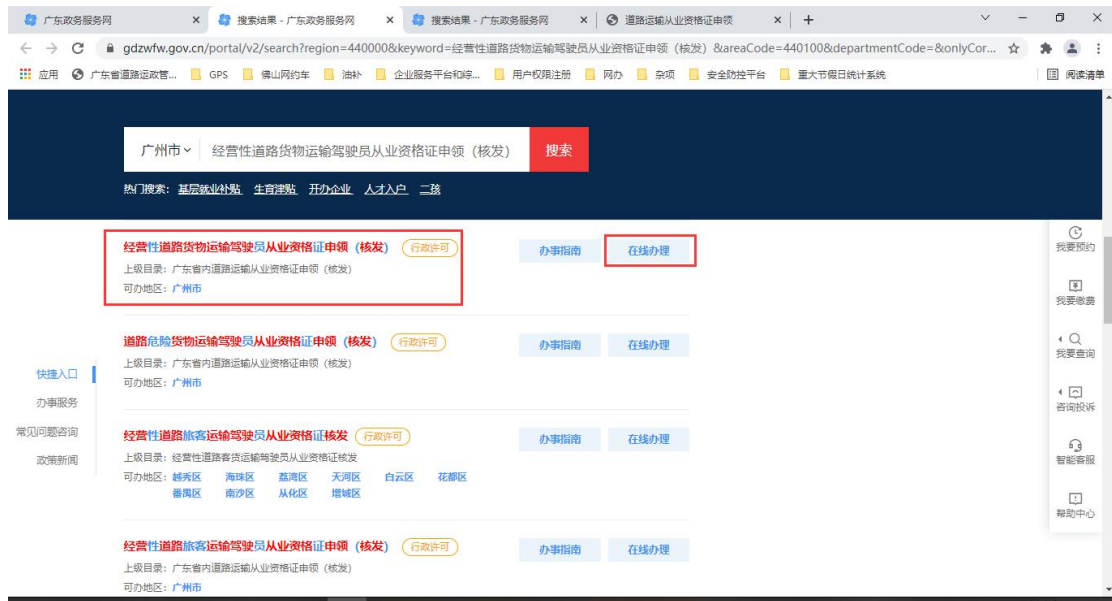 广东政务服务网
搜索结果 - 广东政务服务网
搜索结果 - 广东政务服务网
道路运输从业资格证申领
gdzwfw.gov.cn/portal/v2/search?region=440000&keyword=经营性道路货物运输驾驶员从业资格证申领（核发）&areaCode=440100&departmentCode=&onlyCor...
应用 广东省道路运政管... GPS 佛山网约车 油补 企业服务平台和综... 用户权限注册 网办 杂项 安全防控平台 重大节假日统计系统 阅读清单
广州市 经营性道路货物运输驾驶员从业资格证申领（核发） 搜索
热门搜索： 基层就业补贴 生育津贴 开办企业 人才入户 二孩
经营性道路货物运输驾驶员从业资格证申领（核发） 行政许可 办事指南 在线办理
上级目录：广东省内道路运输从业资格证申领（核发）
可办地区：广州市
道路危险货物运输驾驶员从业资格证申领（核发） 行政许可 办事指南 在线办理
上级目录：广东省内道路运输从业资格证申领（核发）
可办地区：广州市
经营性道路旅客运输驾驶员从业资格证核发 行政许可 办事指南 在线办理
上级目录：经营性道路客货运输驾驶员从业资格证核发
可办地区：越秀区 海珠区 荔湾区 天河区 白云区 花都区
番禺区 南沙区 从化区 增城区
经营性道路旅客运输驾驶员从业资格证申领（核发） 行政许可 办事指南 在线办理
上级目录：广东省内道路运输从业资格证申领（核发）
可办地区：广州市
快捷入口
办事服务
常见问题咨询
政策新闻
我要预约
我要缴费
我要查询
咨询投诉
智能客服
帮助中心